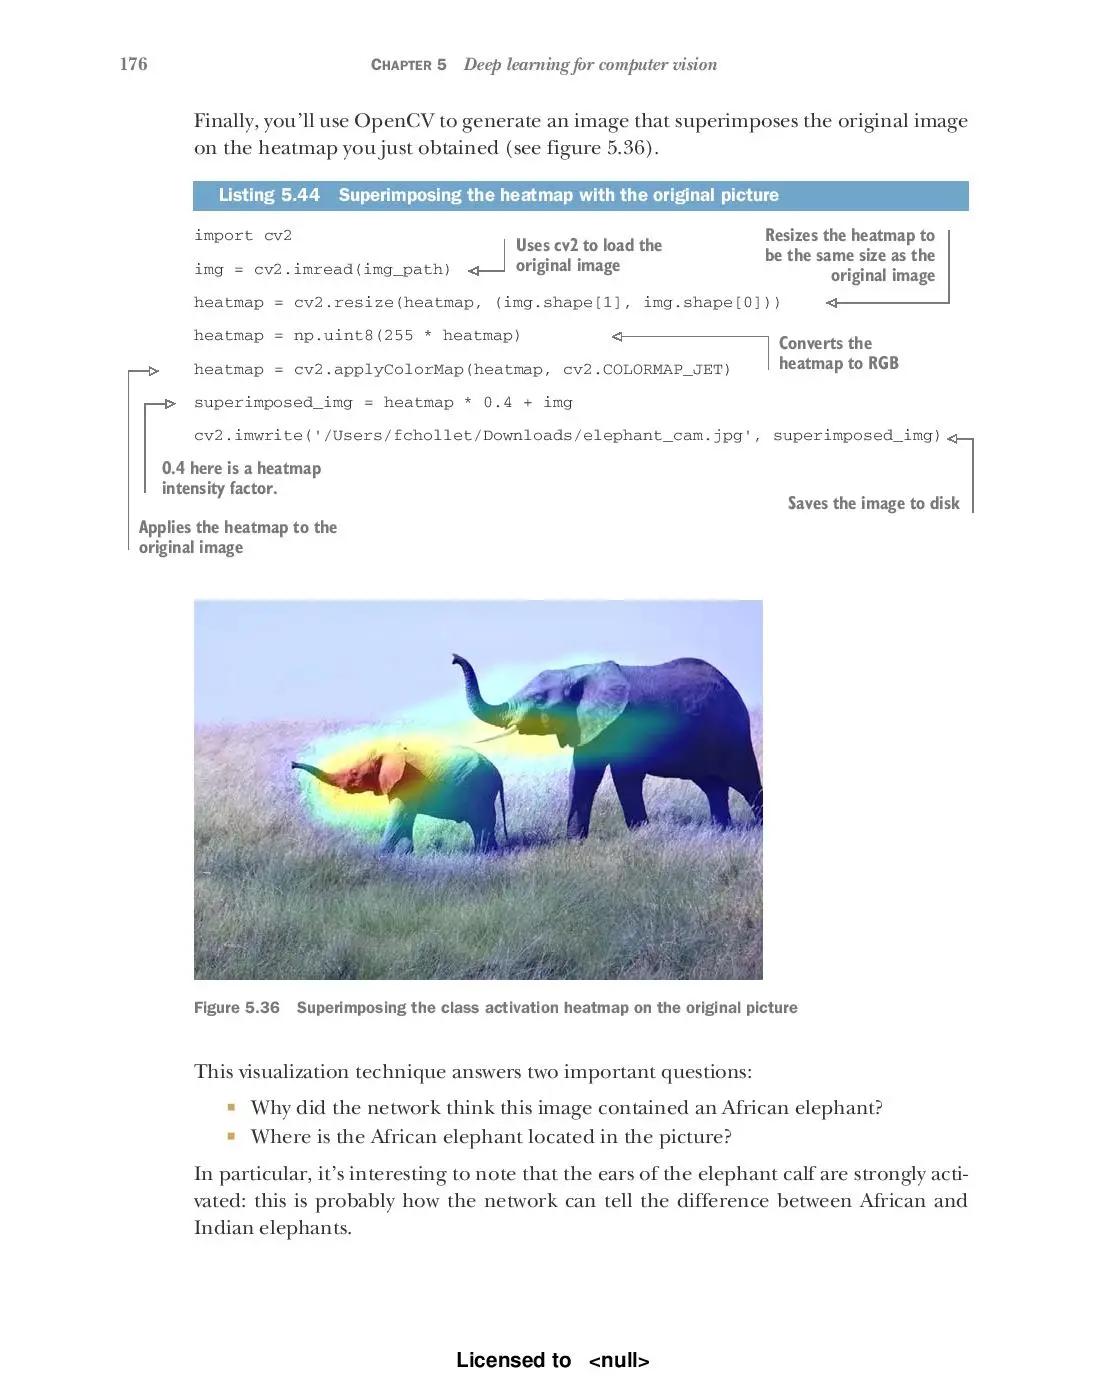 176
CHAPTER 5 Deep learning for computer vision
Finally, you’ll use OpenCV to generate an image that superimposes the original image
on the heatmap you just obtained (see figure 5.36).
Listing 5.44 Superimposing the heatmap with the original picture
import cv2
Uses cv2 to load the
original image
Resizes the heatmap to
be the same size as the
original image
img = cv2.imread(img_path)
heatmap = cv2.resize(heatmap, (img.shape[1], img.shape[0]))
heatmap = np.uint8(255 * heatmap)
Converts the
heatmap to RGB
heatmap = cv2.applyColorMap(heatmap, cv2.COLORMAP_JET)
superimposed_img = heatmap * 0.4 + img
cv2.imwrite('/Users/fchollet/Downloads/elephant_cam.jpg', superimposed_img)
0.4 here is a heatmap
intensity factor.
Saves the image to disk
Applies the heatmap to the
original image
Figure 5.36 Superimposing the class activation heatmap on the original picture
This visualization technique answers two important questions:
■ Why did the network think this image contained an African elephant?
■ Where is the African elephant located in the picture?
In particular, it’s interesting to note that the ears of the elephant calf are strongly acti-
vated: this is probably how the network can tell the difference between African and
Indian elephants.
Licensed to <null>